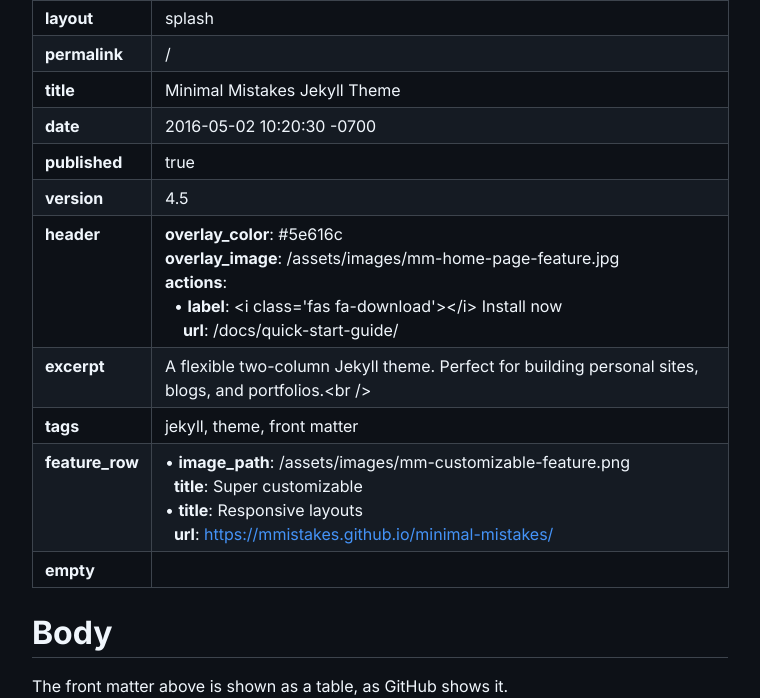 layout splash
permalink /
title Minimal Mistakes Jekyll Theme
date 2016-05-02 10:20:30 -0700
published true
version 4.5
header overlay_color: #5e616c
overlay_image: /assets/images/mm-home-page-feature.jpg
actions:
• label: <i class='fas fa-download'></i> Install now
url: /docs/quick-start-guide/
excerpt A flexible two-column Jekyll theme. Perfect for building personal sites,
blogs, and portfolios.<br />
tags jekyll, theme, front matter
feature_row • image_path: /assets/images/mm-customizable-feature.png
title: Super customizable
• title: Responsive layouts
url: https://mmistakes.github.io/minimal-mistakes/
empty
Body
The front matter above is shown as a table, as GitHub shows it.